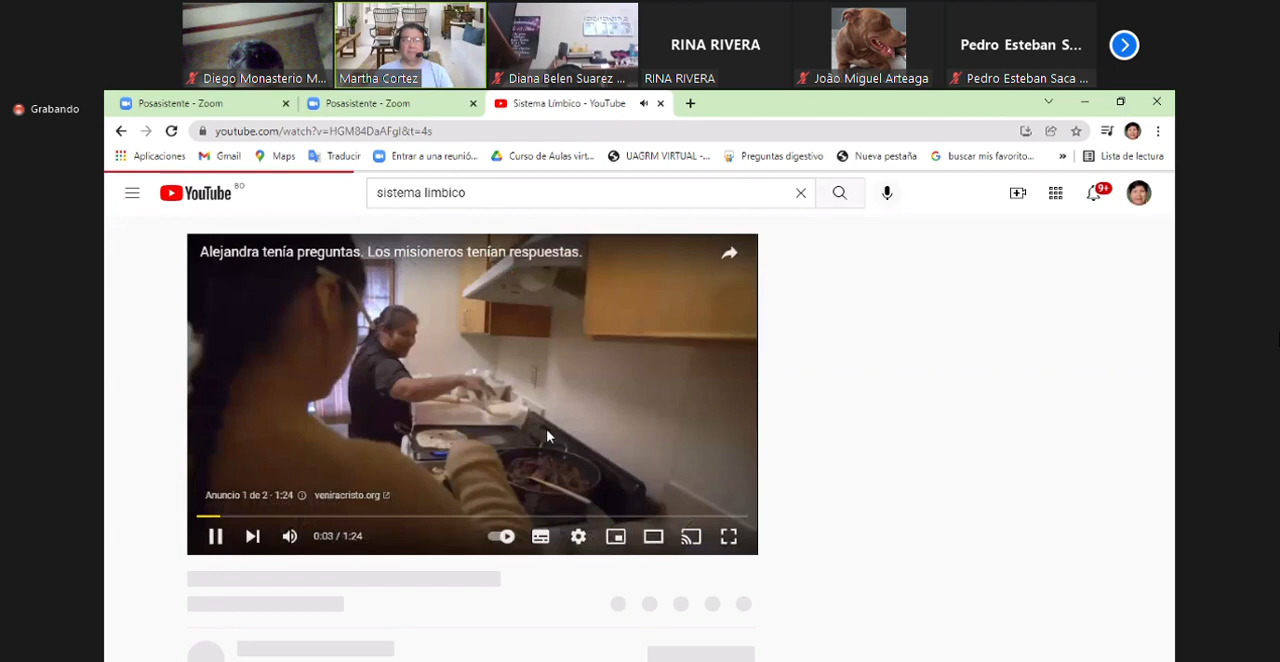 RINA RIVERA
Pedro Esteban S...
Diego Monasterio M...
Martha Cortez
Diana Belen Suarez ...
RINA RIVERA
João Miguel Arteaga
Pedro Esteban Saca ...
Grabando
Posasistente - Zoom
Posasistente - Zoom
Sistema Límbico - YouTube
youtube.com/watch?v=HGM84DaAFgI&t=4s
Aplicaciones
Gmail
Maps
Traducir
Entrar a una reunió...
Curso de Aulas virt...
UAGRM VIRTUAL -...
Preguntas digestivo
Nueva pestaña
buscar mis favorito...
»
Lista de lectura
YouTube BO
sistema limbico
9+
Alejandra tenía preguntas. Los misioneros tenían respuestas.
Anuncio 1 de 2 · 1:24
veniracristo.org
0:03 / 1:24